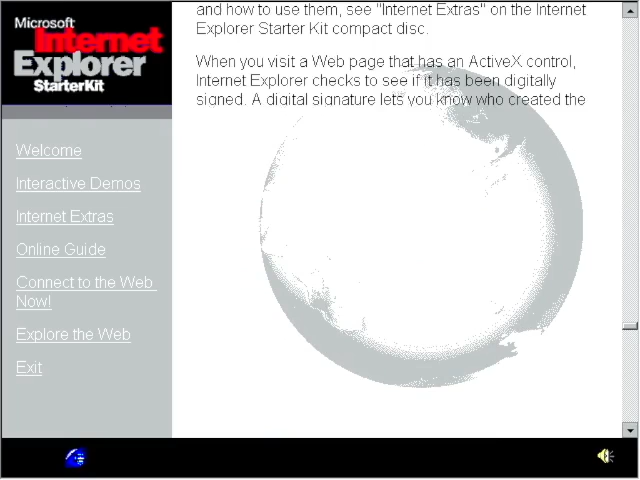 Microsoft
Internet
Explorer
StarterKit
Welcome
Interactive Demos
Internet Extras
Online Guide
Connect to the Web
Now!
Explore the Web
Exit
and how to use them, see "Internet Extras" on the Internet
Explorer Starter Kit compact disc.
When you visit a Web page that has an ActiveX control,
Internet Explorer checks to see if it has been digitally
signed. A digital signature lets you know who created the